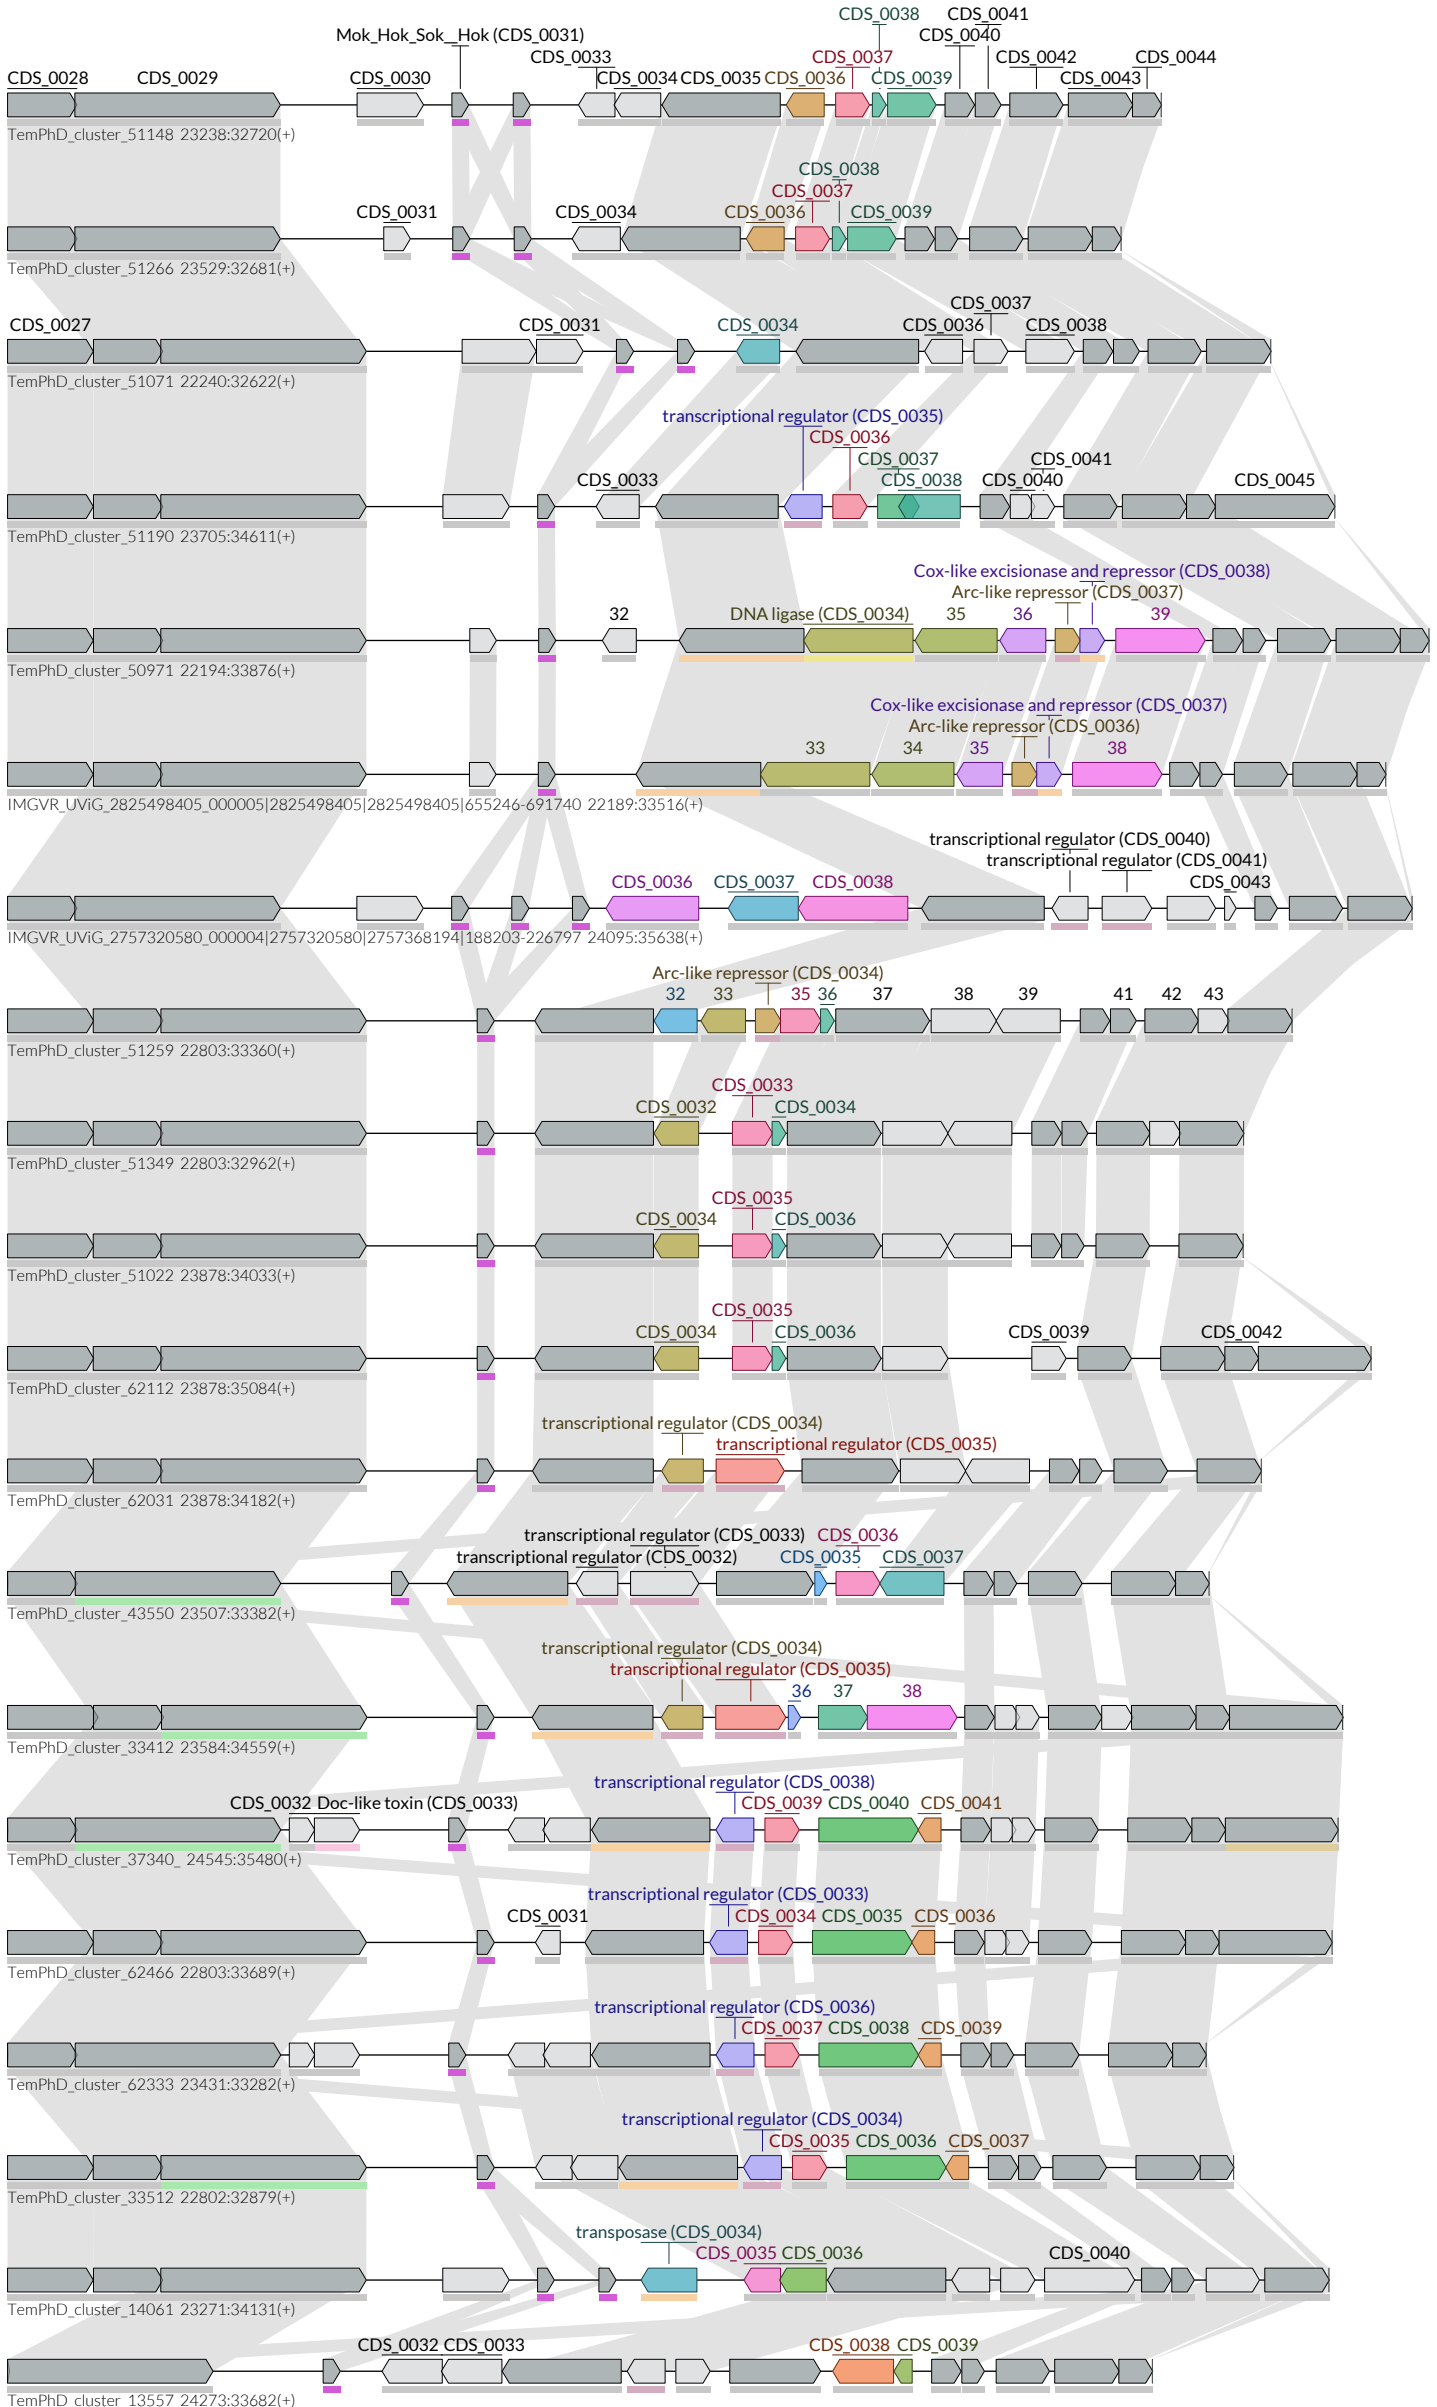 CDS_0038 CDS_0041
Mok_Hok_Sok__Hok (CDS_0031) CDS_0040
CDS_0033 CDS_0037 CDS_0042
CDS_0028 CDS_0029 CDS_0030 CDS_0034 CDS_0035 CDS_0036 CDS_0039 CDS_0043 CDS_0044
TemPhD_cluster_51148 23238:32720(+)
CDS_0038
CDS_0037
CDS_0031 CDS_0034 CDS_0036 CDS_0039
TemPhD_cluster_51266 23529:32681(+)
CDS_0037
CDS_0027 CDS_0031 CDS_0034 CDS_0036 CDS_0038
TemPhD_cluster_51071 22240:32622(+)
transcriptional regulator (CDS_0035)
CDS_0036
CDS_0037 CDS_0041
CDS_0033 CDS_0038 CDS_0040 CDS_0045
TemPhD_cluster_51190 23705:34611(+)
Cox-like excisionase and repressor (CDS_0038)
Arc-like repressor (CDS_0037)
32 DNA ligase (CDS_0034) 35 36 39
TemPhD_cluster_50971 22194:33876(+)
Cox-like excisionase and repressor (CDS_0037)
Arc-like repressor (CDS_0036)
33 34 35 38
IMGVR_UViG_2825498405_000005|2825498405|2825498405|655246-691740 22189:33516(+)
transcriptional regulator (CDS_0040)
transcriptional regulator (CDS_0041)
CDS_0036 CDS_0037 CDS_0038 CDS_0043
IMGVR_UViG_2757320580_000004|2757320580|2757368194|188203-226797 24095:35638(+)
Arc-like repressor (CDS_0034)
32 33 35 36 37 38 39 41 42 43
TemPhD_cluster_51259 22803:33360(+)
CDS_0033
CDS_0032 CDS_0034
TemPhD_cluster_51349 22803:32962(+)
CDS_0035
CDS_0034 CDS_0036
TemPhD_cluster_51022 23878:34033(+)
CDS_0035
CDS_0034 CDS_0036 CDS_0039 CDS_0042
TemPhD_cluster_62112 23878:35084(+)
transcriptional regulator (CDS_0034)
transcriptional regulator (CDS_0035)
TemPhD_cluster_62031 23878:34182(+)
transcriptional regulator (CDS_0033) CDS_0036
transcriptional regulator (CDS_0032) CDS_0035 CDS_0037
TemPhD_cluster_43550 23507:33382(+)
transcriptional regulator (CDS_0034)
transcriptional regulator (CDS_0035)
36 37 38
TemPhD_cluster_33412 23584:34559(+)
transcriptional regulator (CDS_0038)
CDS_0032 Doc-like toxin (CDS_0033) CDS_0039 CDS_0040 CDS_0041
TemPhD_cluster_37340_ 24545:35480(+)
transcriptional regulator (CDS_0033)
CDS_0031 CDS_0034 CDS_0035 CDS_0036
TemPhD_cluster_62466 22803:33689(+)
transcriptional regulator (CDS_0036)
CDS_0037 CDS_0038 CDS_0039
TemPhD_cluster_62333 23431:33282(+)
transcriptional regulator (CDS_0034)
CDS_0035 CDS_0036 CDS_0037
TemPhD_cluster_33512 22802:32879(+)
transposase (CDS_0034)
CDS_0035 CDS_0036 CDS_0040
TemPhD_cluster_14061 23271:34131(+)
CDS_0032 CDS_0033 CDS_0038 CDS_0039
TemPhD_cluster_13557 24273:33682(+)